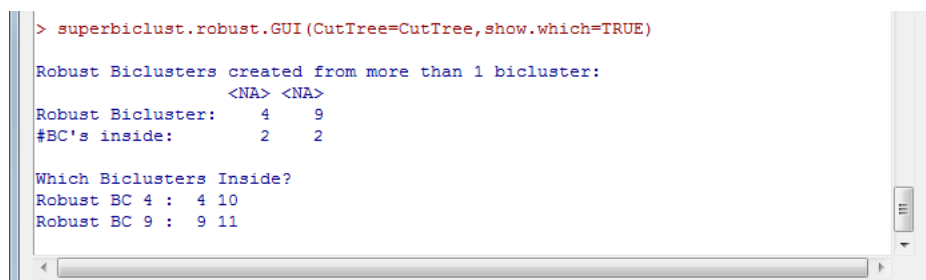 > superbiclust.robust.GUI(CutTree=CutTree,show.which=TRUE)
Robust Biclusters created from more than 1 bicluster:
<NA> <NA>
Robust Bicluster: 4 9
#BC's inside: 2 2
Which Biclusters Inside?
Robust BC 4 : 4 10
Robust BC 9 : 9 11